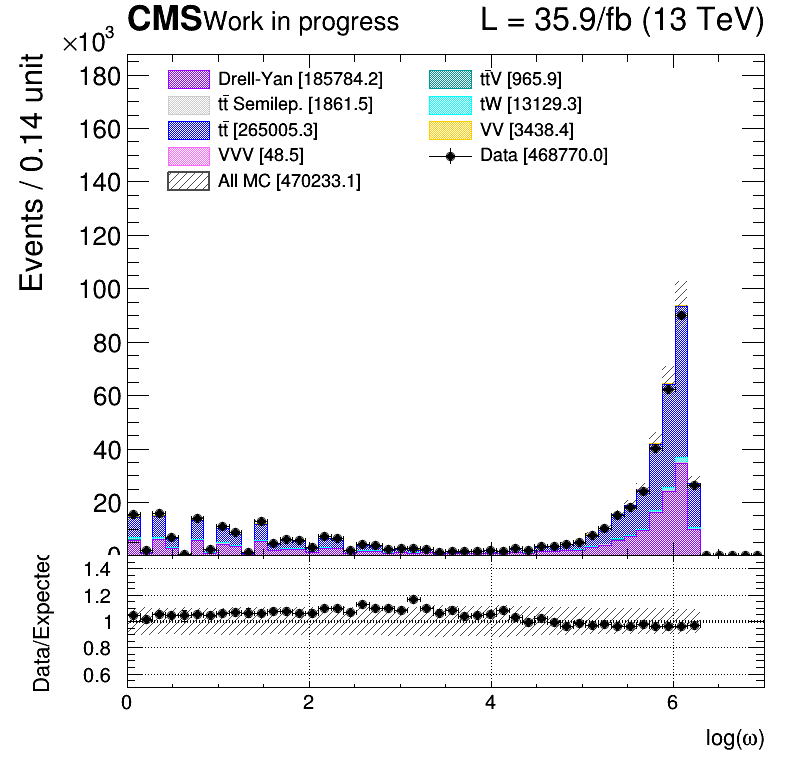 CMS Work in progress L = 35.9/fb (13 TeV)
×10³
Events / 0.14 unit
180
160
140
120
100
80
60
40
20
0
Drell-Yan [185784.2]
tt̄ Semilep. [1861.5]
tt̄ [265005.3]
VVV [48.5]
All MC [470233.1]
tt̄V [965.9]
tW [13129.3]
VV [3438.4]
Data [468770.0]
Data/Expected
1.4
1.2
1
0.8
0.6
0 2 4 6
log(ω)